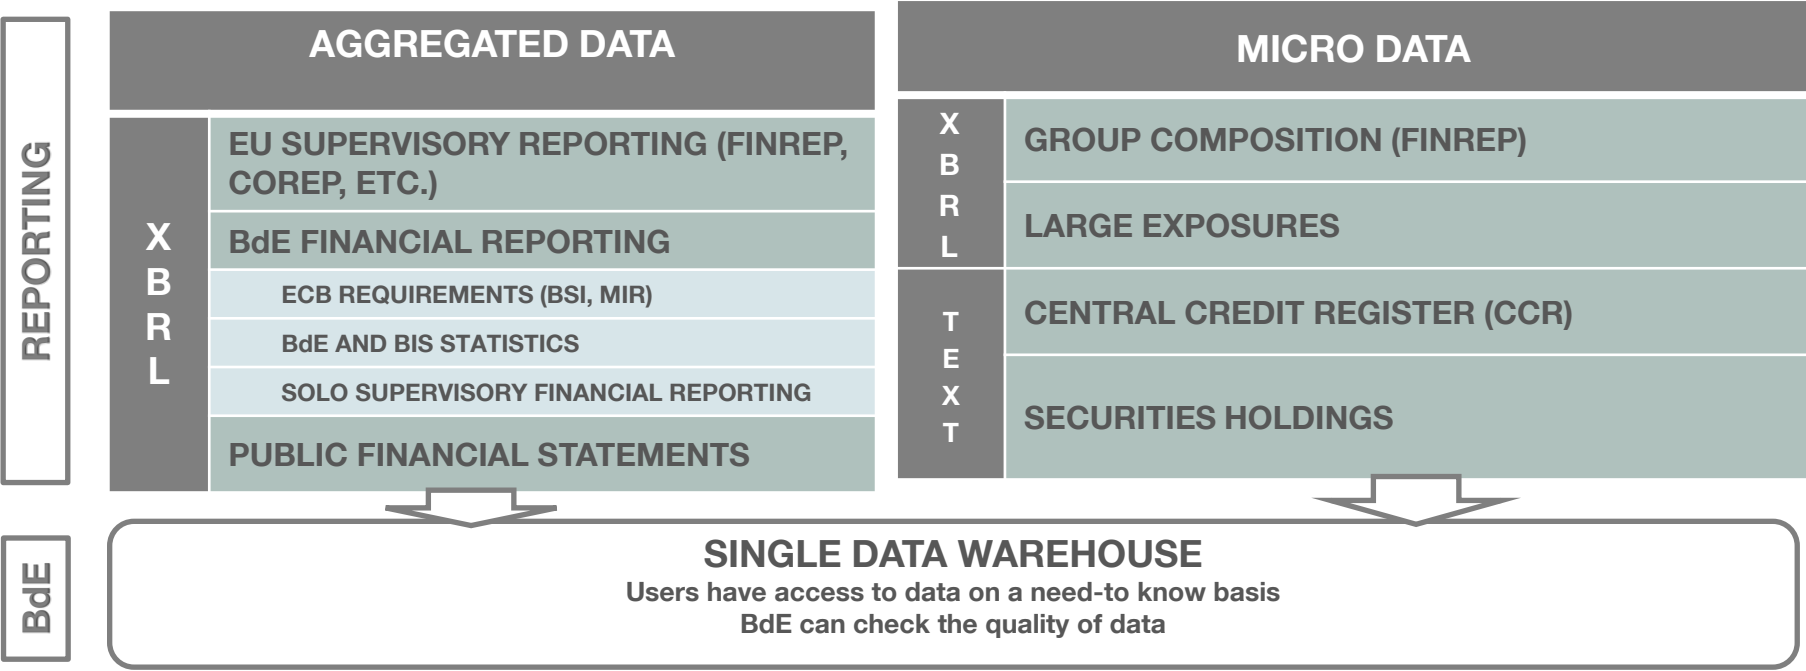 REPORTING
AGGREGATED DATA
XBRL
EU SUPERVISORY REPORTING (FINREP,
COREP, ETC.)
BdE FINANCIAL REPORTING
ECB REQUIREMENTS (BSI, MIR)
BdE AND BIS STATISTICS
SOLO SUPERVISORY FINANCIAL REPORTING
PUBLIC FINANCIAL STATEMENTS
MICRO DATA
XBRL
GROUP COMPOSITION (FINREP)
LARGE EXPOSURES
TEXT
CENTRAL CREDIT REGISTER (CCR)
SECURITIES HOLDINGS
BdE
SINGLE DATA WAREHOUSE
Users have access to data on a need-to know basis
BdE can check the quality of data